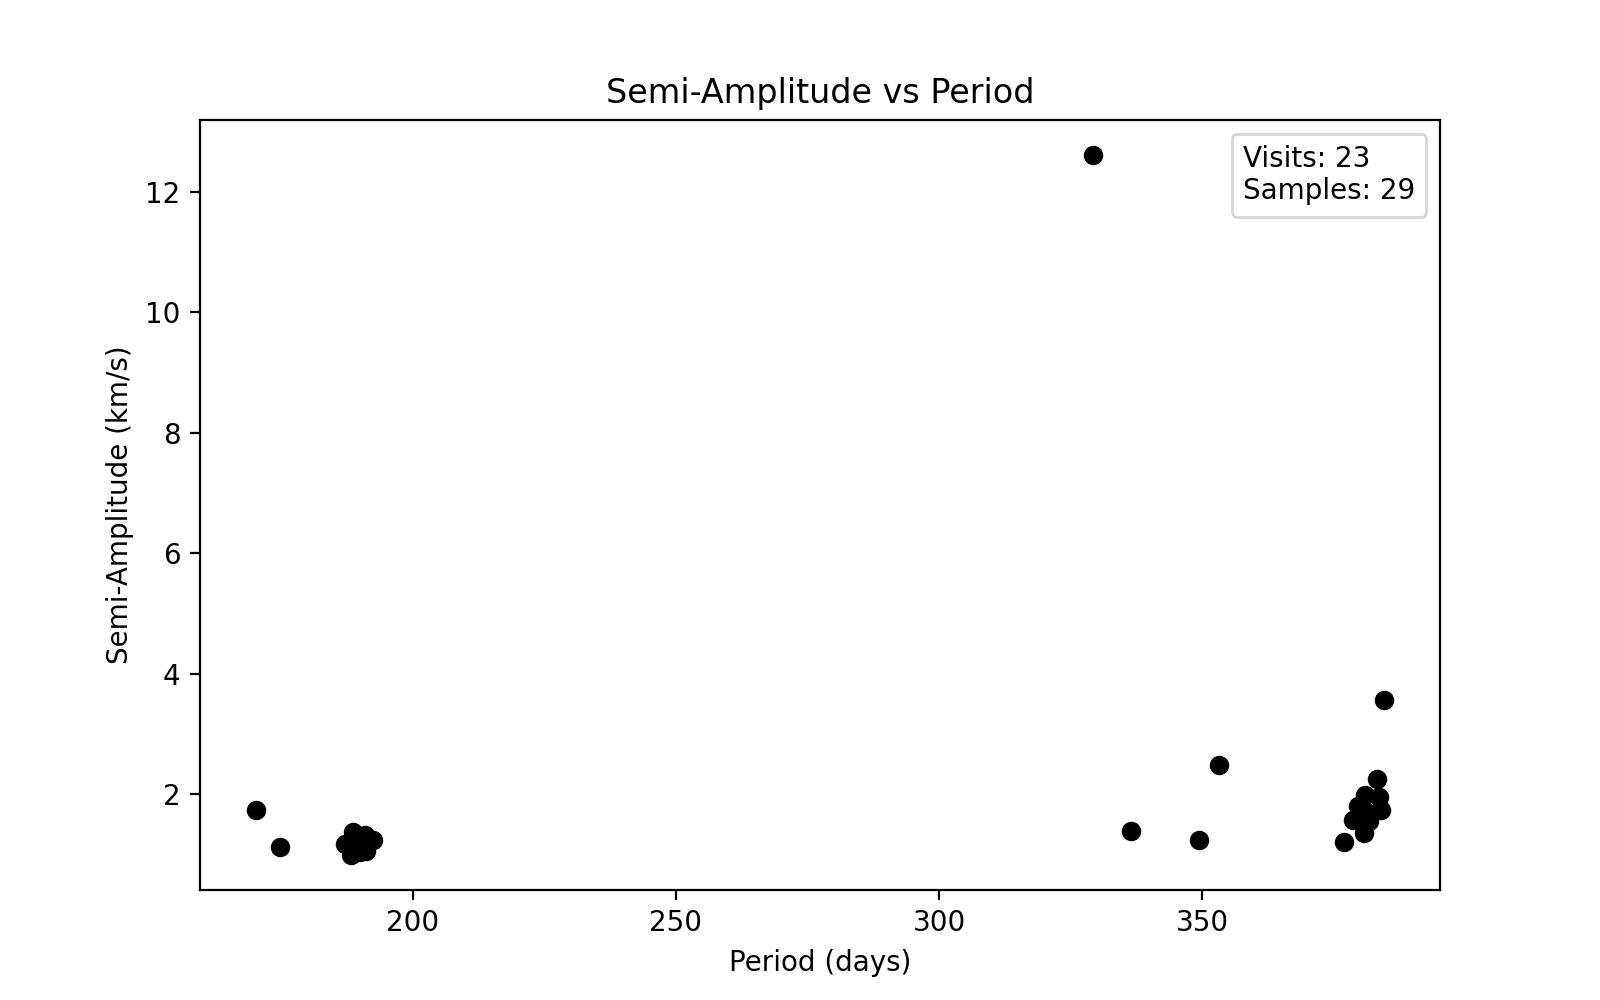 Semi-Amplitude vs Period
Visits: 23
Samples: 29
12
10
8
6
4
2
Semi-Amplitude (km/s)
200
250
300
350
Period (days)